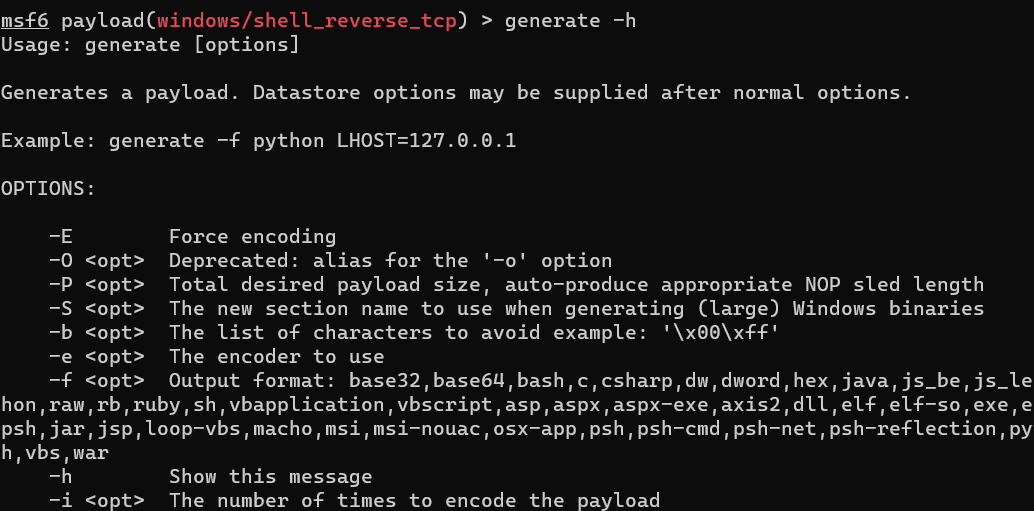 msf6 payload(windows/shell_reverse_tcp) > generate -h
Usage: generate [options]
Generates a payload. Datastore options may be supplied after normal options.
Example: generate -f python LHOST=127.0.0.1
OPTIONS:
-E Force encoding
-O <opt> Deprecated: alias for the '-o' option
-P <opt> Total desired payload size, auto-produce appropriate NOP sled length
-S <opt> The new section name to use when generating (large) Windows binaries
-b <opt> The list of characters to avoid example: '\x00\xff'
-e <opt> The encoder to use
-f <opt> Output format: base32,base64,bash,c,csharp,dw,dword,hex,java,js_be,js_le
hon,raw,rb,ruby,sh,vbapplication,vbscript,asp,aspx,aspx-exe,axis2,dll,elf,elf-so,exe,e
psh,jar,jsp,loop-vbs,macho,msi,msi-nouac,osx-app,psh,psh-cmd,psh-net,psh-reflection,py
h,vbs,war
-h Show this message
-i <opt> The number of times to encode the payload